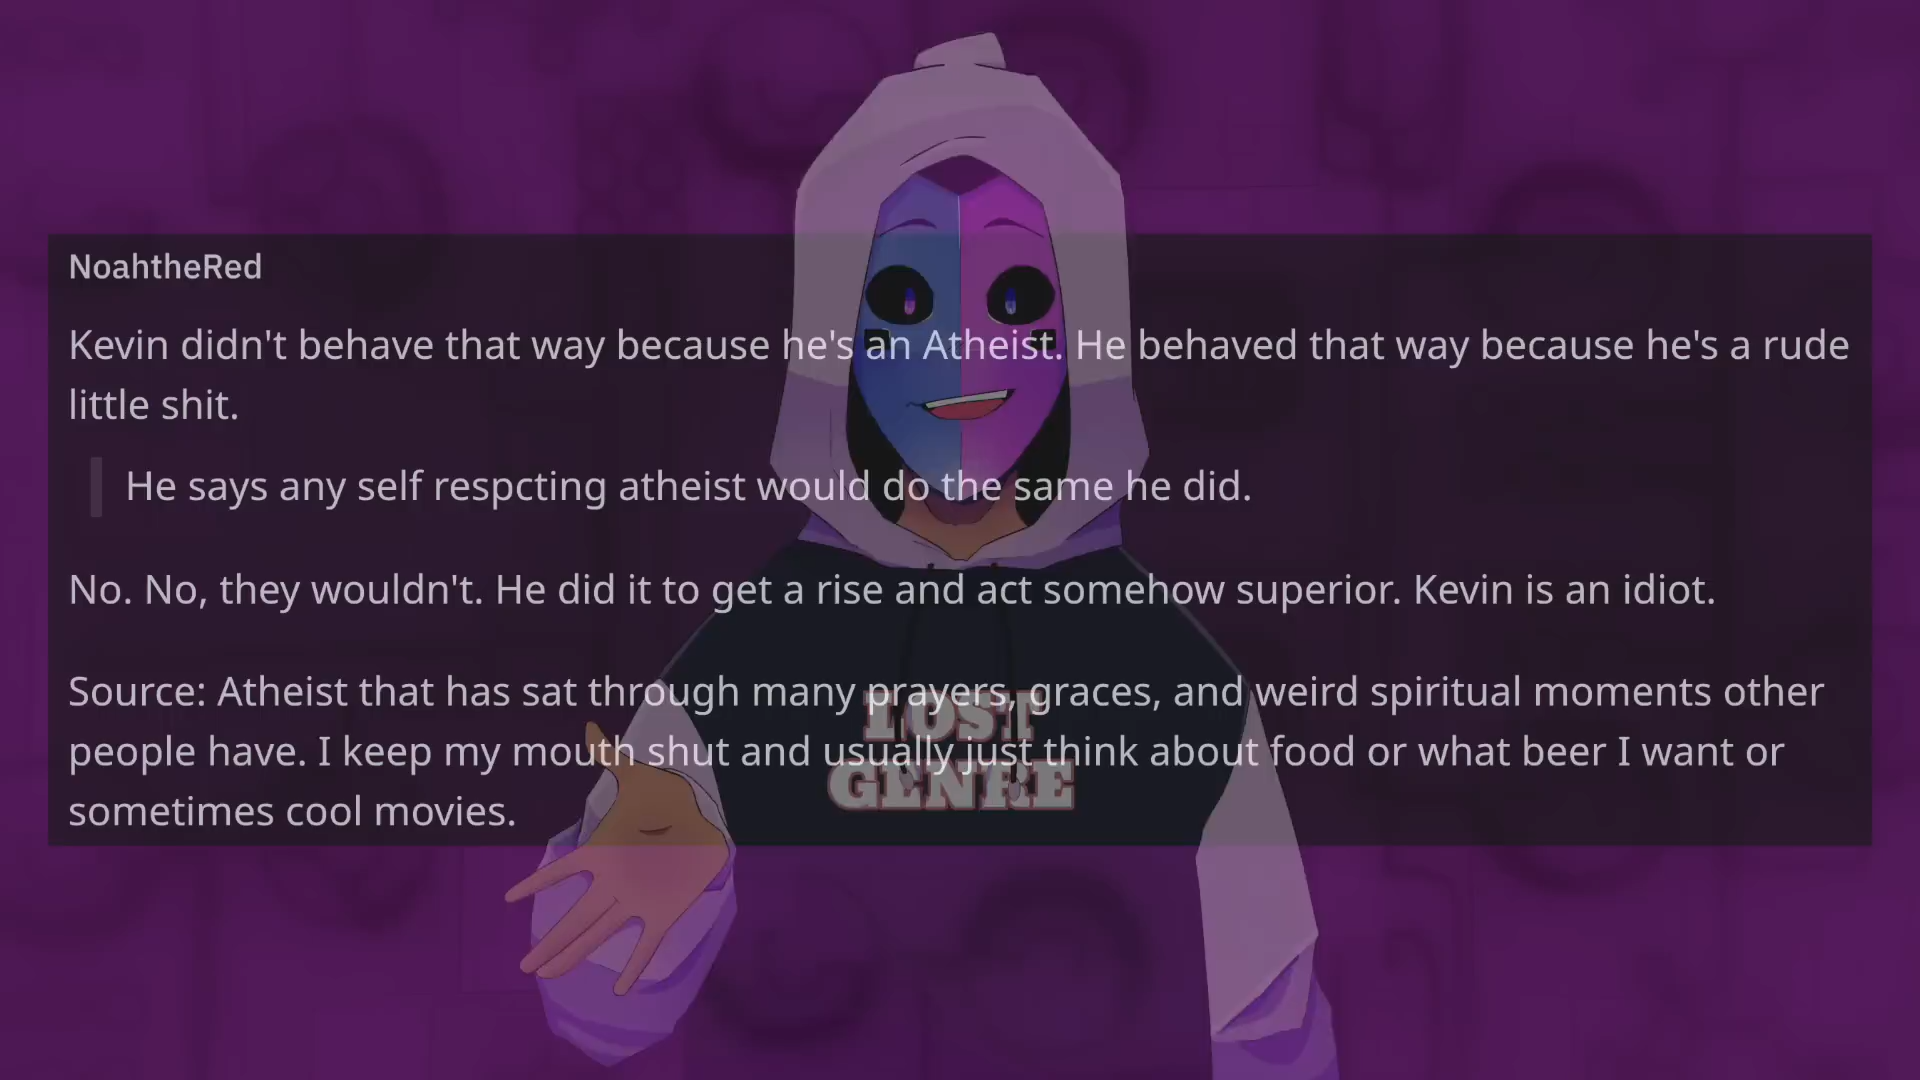 NoahtheRed
Kevin didn't behave that way because he's an Atheist. He behaved that way because he's a rude
little shit.
He says any self respcting atheist would do the same he did.
No. No, they wouldn't. He did it to get a rise and act somehow superior. Kevin is an idiot.
Source: Atheist that has sat through many prayers, graces, and weird spiritual moments other
people have. I keep my mouth shut and usually just think about food or what beer I want or
sometimes cool movies.
LOST
GENRE